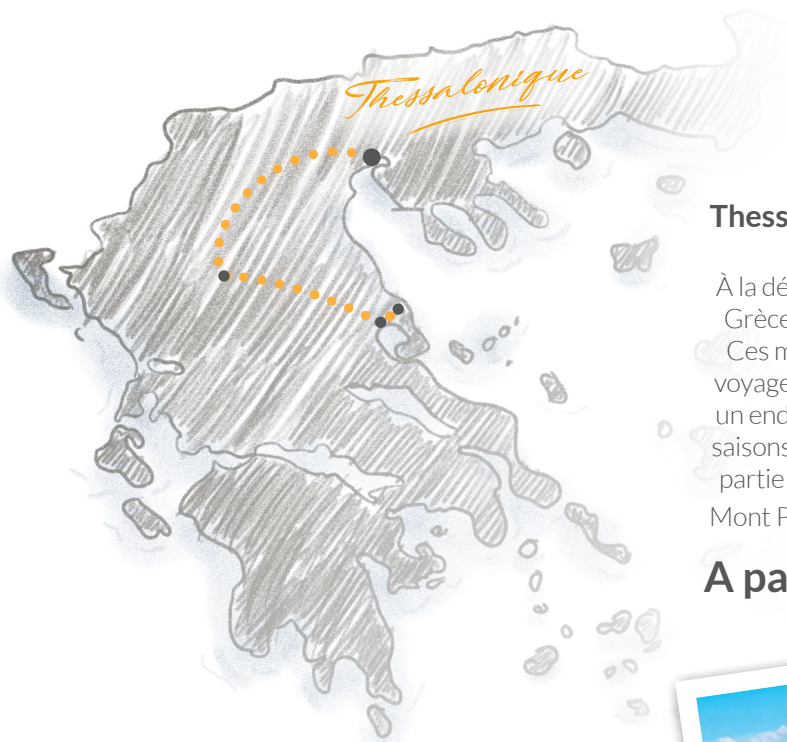 Thessalonique
Thess
À la dé
Grèce
Ces m
voyage
un end
saisons
partie
Mont P
A pa